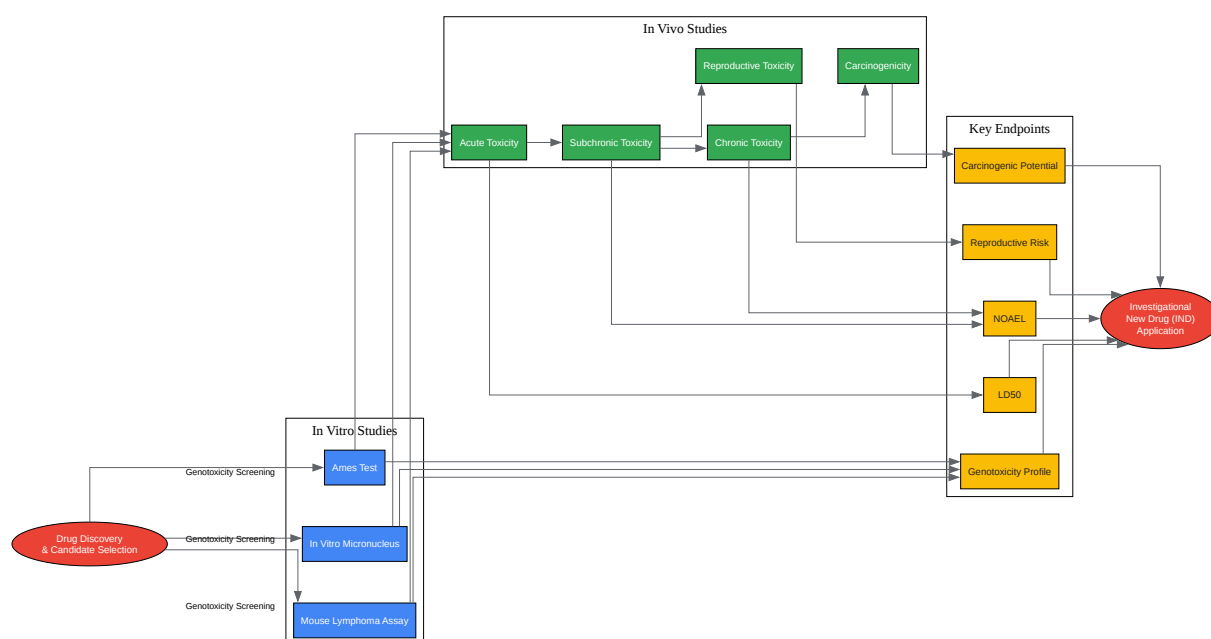 In Vivo Studies
Reproductive Toxicity
Carcinogenicity
Acute Toxicity
Subchronic Toxicity
Chronic Toxicity
Key Endpoints
Carcinogenic Potential
Reproductive Risk
NOAEL
LD50
Genotoxicity Profile
Investigational
New Drug (IND)
Application
In Vitro Studies
Ames Test
In Vitro Micronucleus
Mouse Lymphoma Assay
Genotoxicity Screening
Genotoxicity Screening
Genotoxicity Screening
Drug Discovery
& Candidate Selection